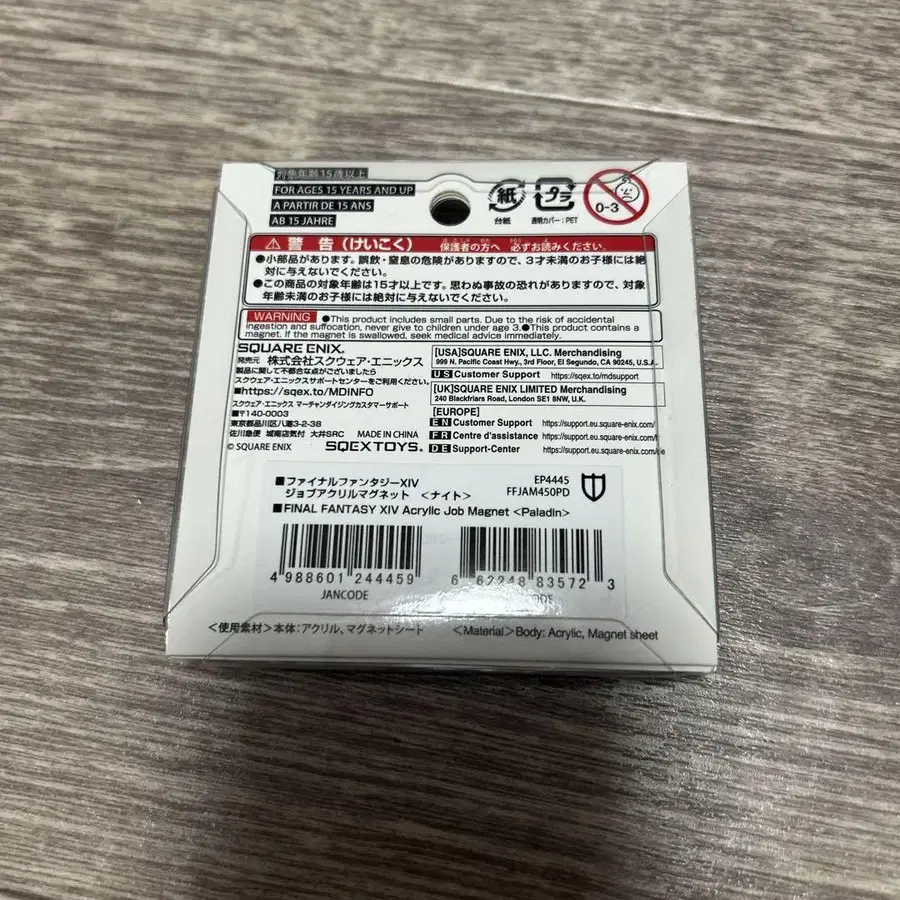 対象年齢15歳以上
FOR AGES 15 YEARS AND UP
A PARTIR DE 15 ANS
AB 15 JAHRE
紙
台紙
プラ
透明カバー：PET
0-3
警告（けいこく） 保護者の方へ 必ずお読みください。
●小部品があります。誤飲・窒息の危険がありますので、3才未満のお子様には絶
対に与えないでください。
●この商品の対象年齢は15才以上です。思わぬ事故の恐れがありますので、対象
年齢未満のお子様には絶対に与えないでください。
WARNING ●This product includes small parts. Due to the risk of accidental
ingestion and suffocation, never give to children under age 3.●This product contains a
magnet. If the magnet is swallowed, seek medical advice immediately.
SQUARE ENIX.
発売元 株式会社スクウェア・エニックス
製品に関して不都合な点がございましたら
スクウェア・エニックスサポートセンターをご利用ください。
■https://sqex.to/MDINFO
スクウェア・エニックス マーチャンダイジングカスタマーサポート
■〒140-0003
東京都品川区八潮3-2-38
佐川急便 城南店気付 大井SRC MADE IN CHINA
© SQUARE ENIX SQEXTOYS.
[USA]SQUARE ENIX, LLC. Merchandising
999 N. Pacific Coast Hwy., 3rd Floor, El Segundo, CA 90245, U.S.A.
US Customer Support https://sqex.to/mdsupport
[UK]SQUARE ENIX LIMITED Merchandising
240 Blackfriars Road, London SE1 8NW, U.K.
[EUROPE]
EN Customer Support https://support.eu.square-enix.com/
FR Centre d'assistance https://support.eu.square-enix.com/f
DE Support-Center https://support.eu.square-enix.com/de
■ファイナルファンタジーXIV
ジョブアクリルマグネット ＜ナイト＞
EP4445
FFJAM450PD
■FINAL FANTASY XIV Acrylic Job Magnet <Paladin>
4 988601 244459
JANCODE
6 62248 83572 3
＜使用素材＞本体：アクリル、マグネットシート
<Material> Body: Acrylic, Magnet sheet